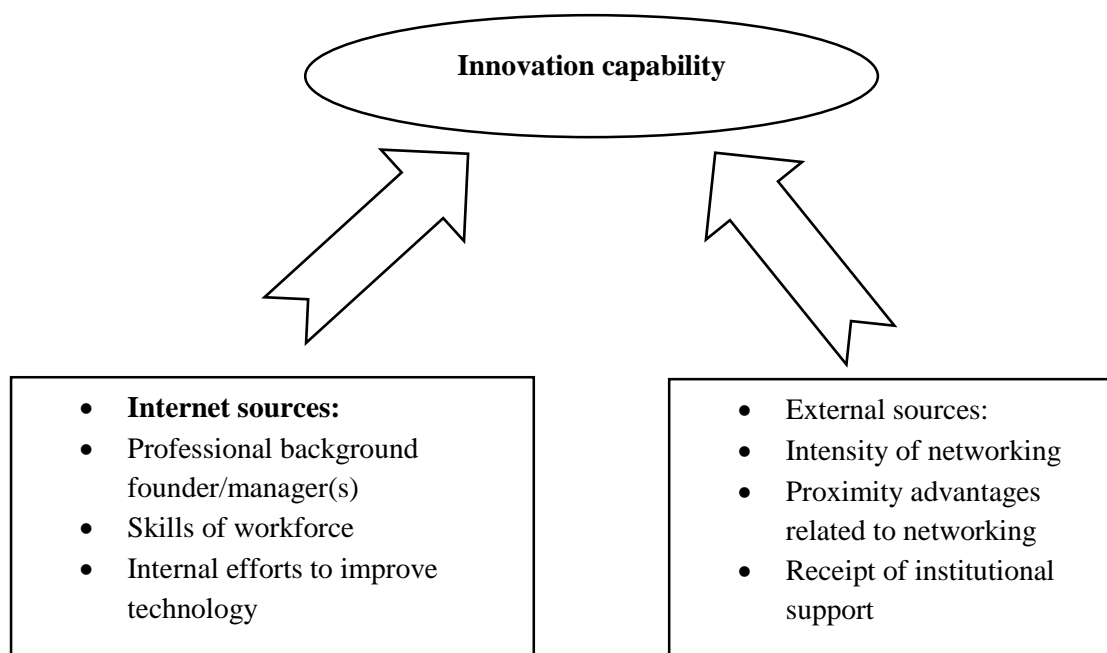 Innovation capability
• Internet sources:
• Professional background
founder/manager(s)
• Skills of workforce
• Internal efforts to improve
technology
• External sources:
• Intensity of networking
• Proximity advantages
related to networking
• Receipt of institutional
support